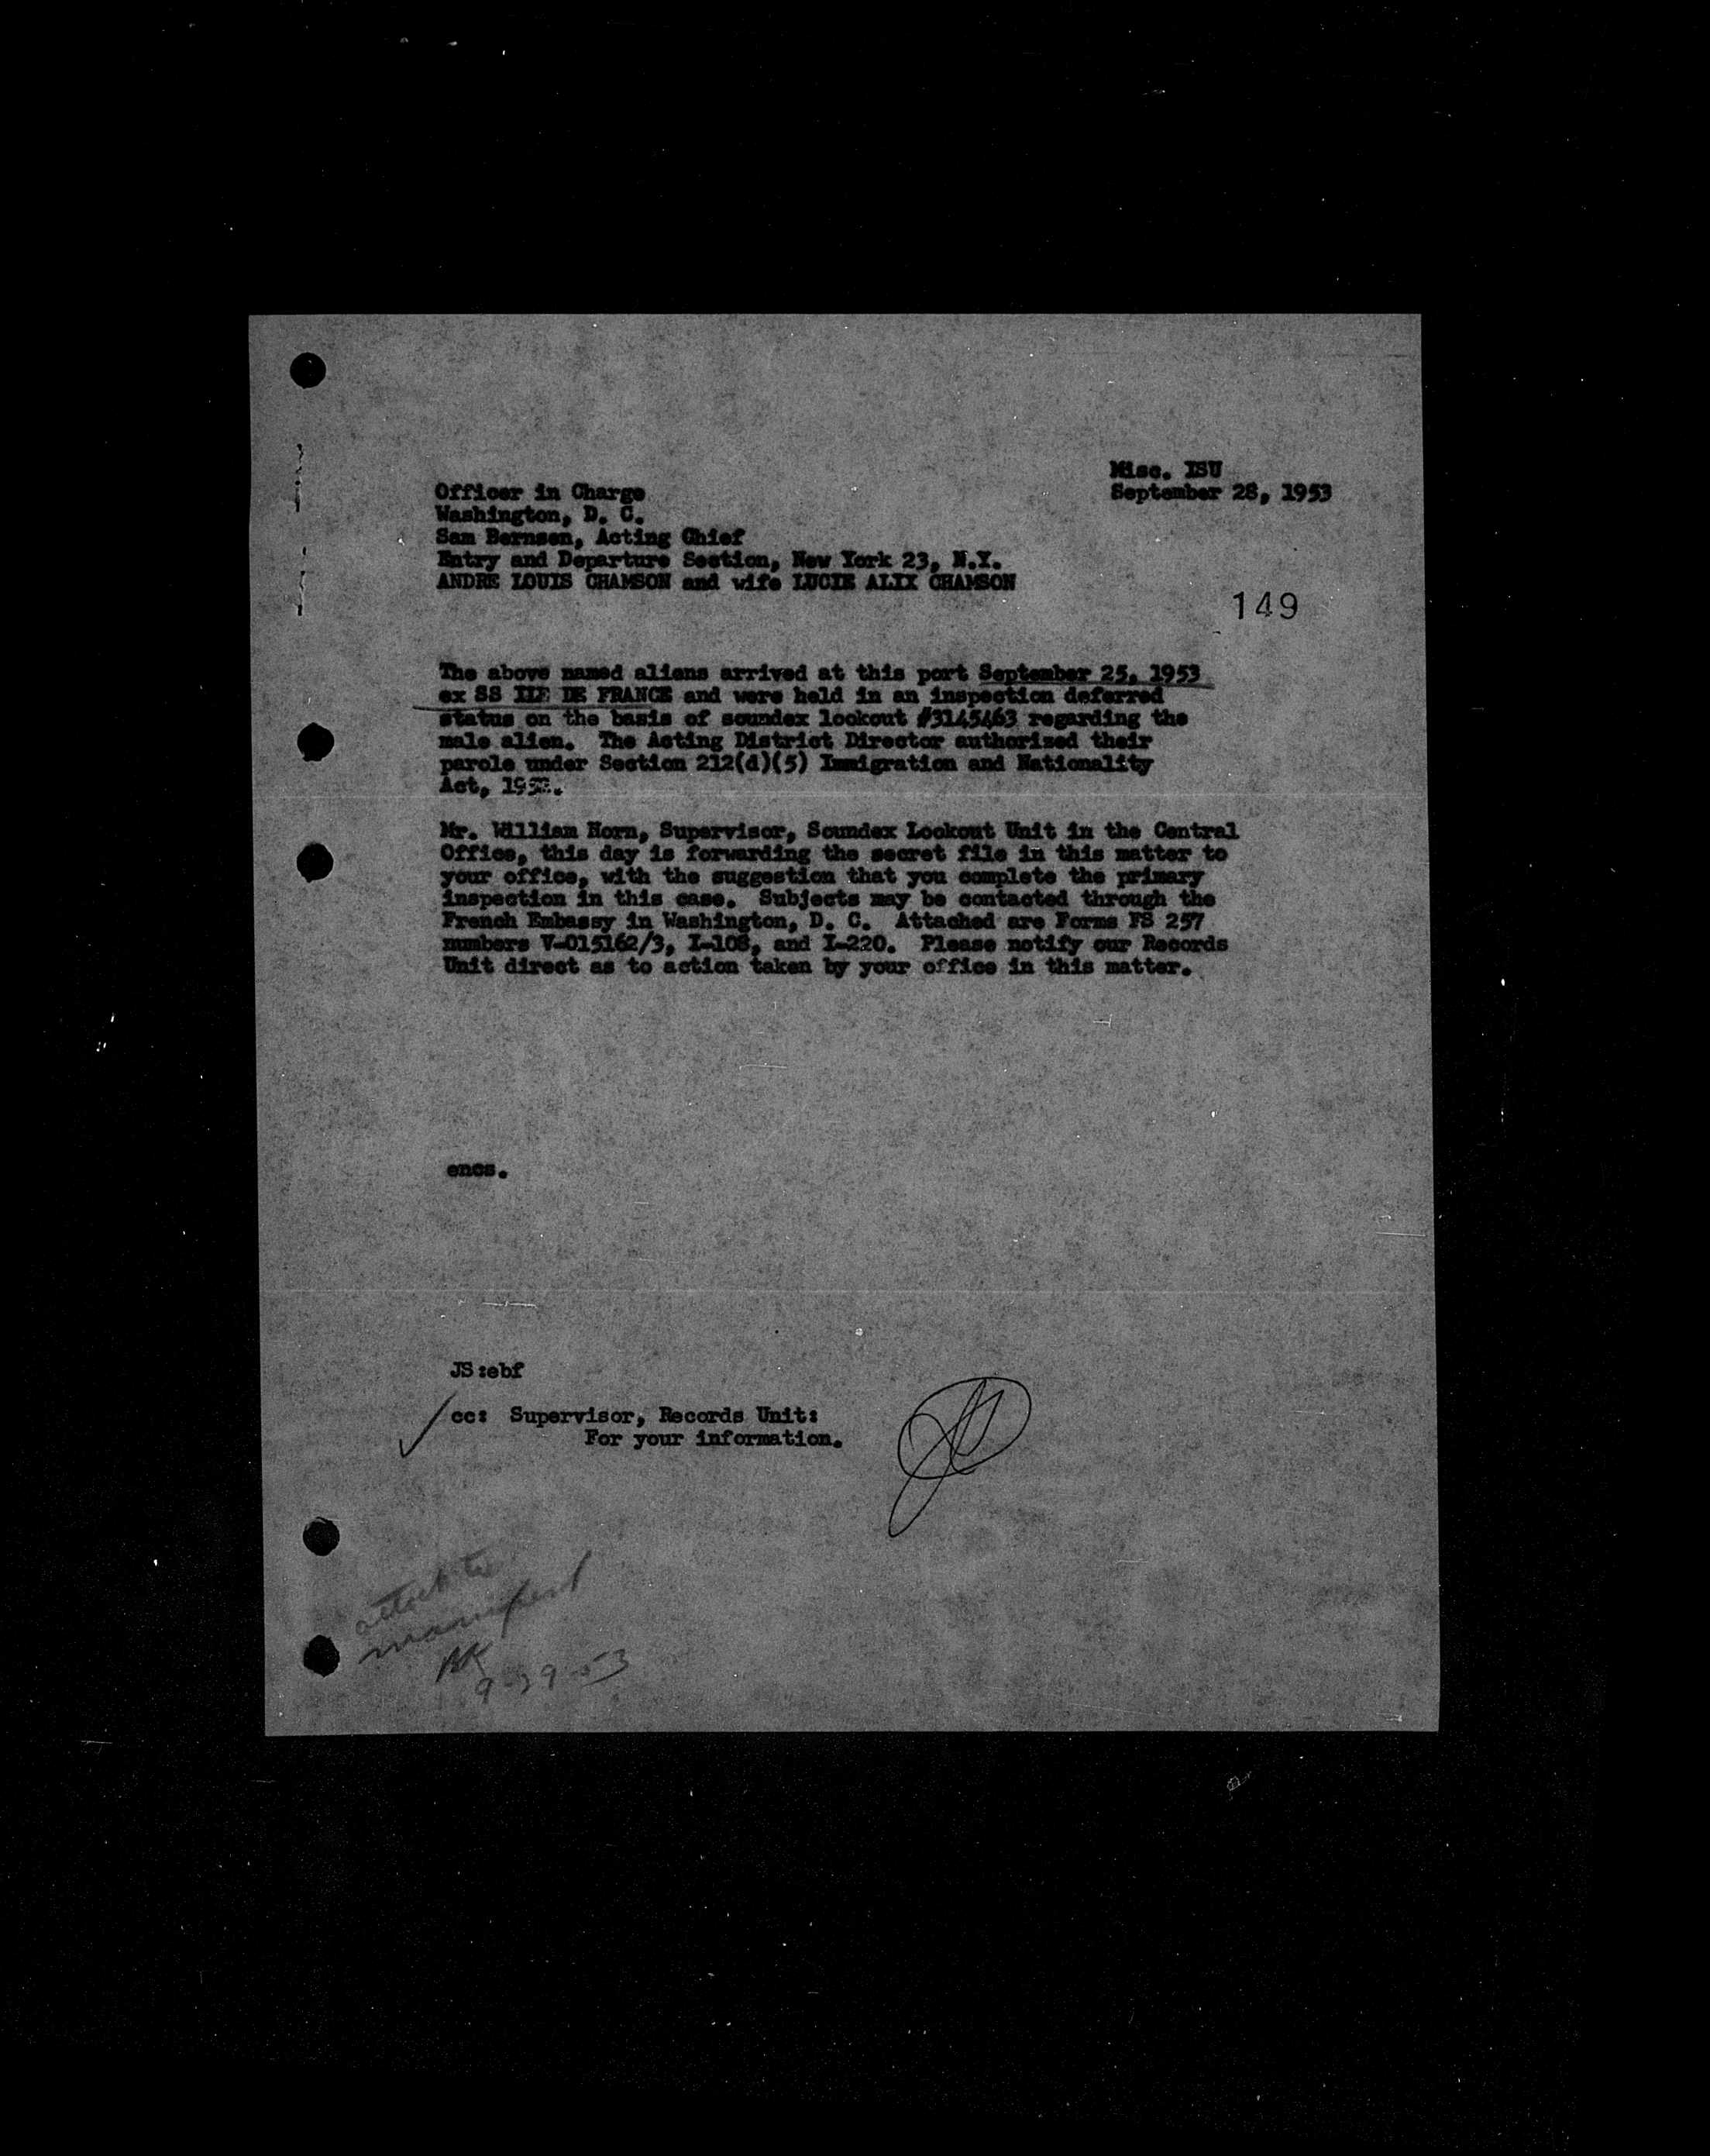 Misc. ISU
September 28, 1953
Officer in Charge
Washington, D. C.
Sam Bernsen, Acting Chief
Entry and Departure Section, New York 23, N.Y.
ANDRE LOUIS CHAMSON and wife LUCIE ALIX CHAMSON
149
The above named aliens arrived at this port September 25, 1953
ex SS ILE DE FRANCE and were held in an inspection deferred
status on the basis of soundex lookout #3145463 regarding the
male alien. The Acting District Director authorized their
parole under Section 212(d)(5) Immigration and Nationality
Act, 1952.
Mr. William Horn, Supervisor, Soundex Lookout Unit in the Central
Office, this day is forwarding the secret file in this matter to
your office, with the suggestion that you complete the primary
inspection in this case. Subjects may be contacted through the
French Embassy in Washington, D. C. Attached are Forms FS 257
numbers V-015162/3, I-108, and I-220. Please notify our Records
Unit direct as to action taken by your office in this matter.
encs.
JS:ebf
cc: Supervisor, Records Unit:
For your information.
attach to
manifest
9-29-53